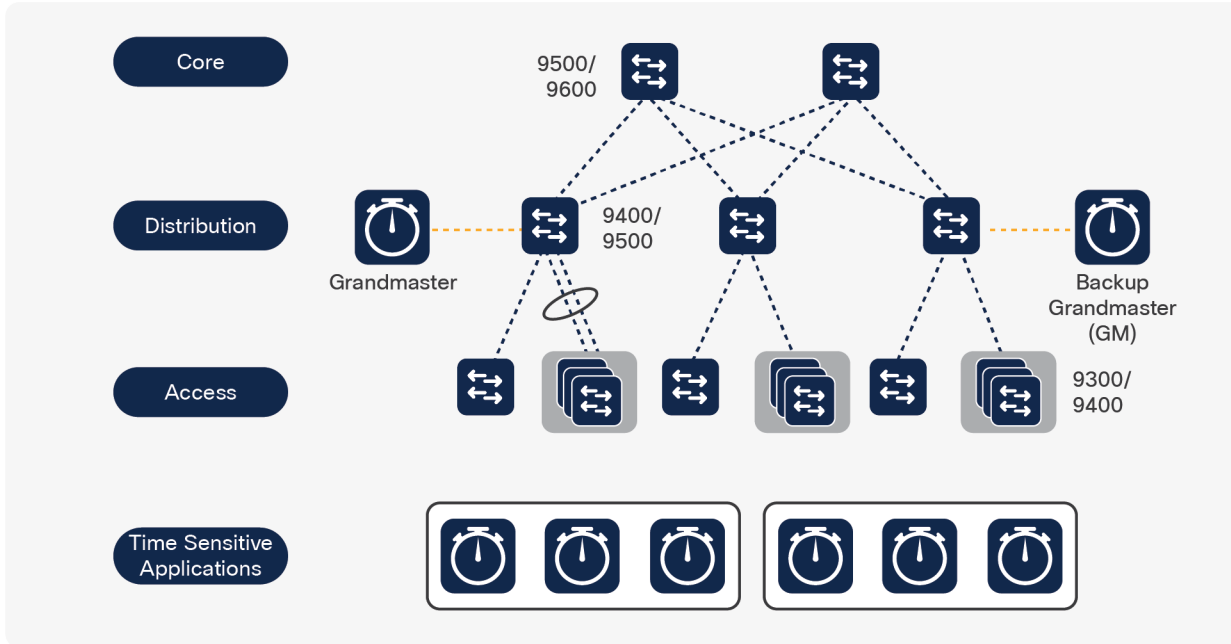 Core
9500/
9600
Distribution
9400/
9500
Grandmaster
Backup
Grandmaster
(GM)
Access
9300/
9400
Time Sensitive
Applications